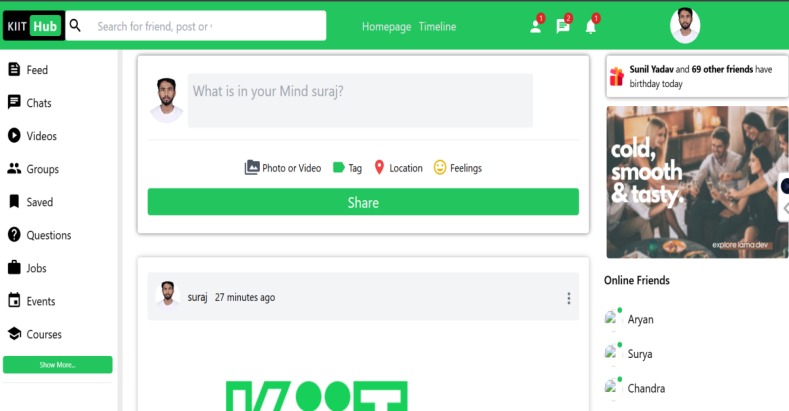 KIIT Hub
Search for friend, post or v
Homepage Timeline
1
2
1
Feed
Chats
Videos
Groups
Saved
Questions
Jobs
Events
Courses
Show More...
What is in your Mind suraj?
Photo or Video
Tag
Location
Feelings
Share
suraj 27 minutes ago
Sunil Yadav and 69 other friends have
birthday today
cold,
smooth
& tasty.
explore lama dev
Online Friends
Aryan
Surya
Chandra